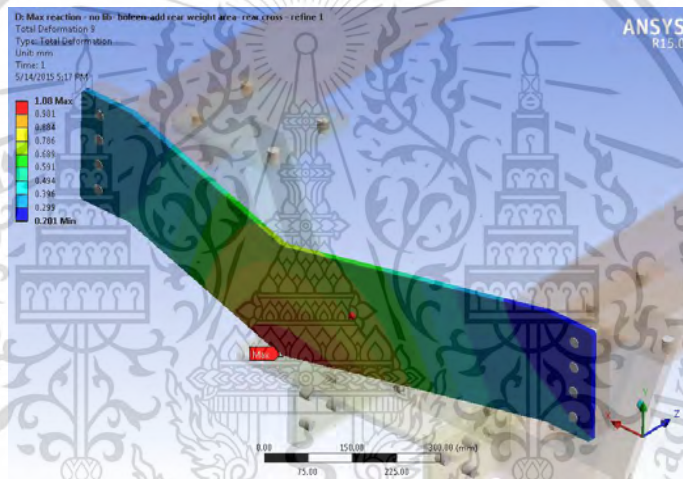 D: Max reaction - no lib- boleen-add rear weight area- rear cross - refine 1
Total Deformation 9
Type: Total Deformation
Unit: mm
Time: 1
5/14/2015 5:17 PM
ANSYS
R15.0
1.08 Max
0.884
0.786
0.689
0.591
0.494
0.396
0.299
0.201 Min
Max
0.00
150.00
300.00 (mm)
75.00
225.00
X
Y
Z